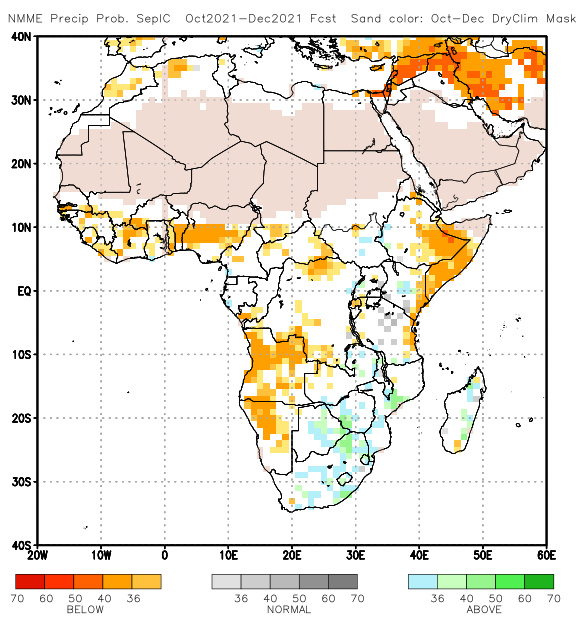 NMME Precip Prob. SepIC Oct2021-Dec2021 Fcst Sand color: Oct-Dec DryClim Mask
40N
30N
20N
10N
EQ
10S
20S
30S
40S
20W 10W 0 10E 20E 30E 40E 50E 60E
70 60 50 40 36 36 40 50 60 70 36 40 50 60 70
BELOW NORMAL ABOVE